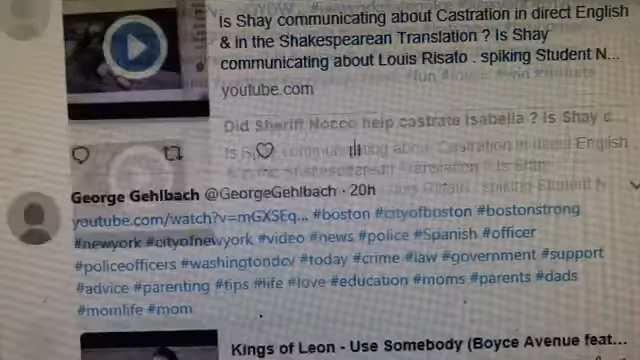 Is Shay communicating about Castration in direct English
& in the Shakespearean Translation ? Is Shay
communicating about Louis Risato . spiking Student N...
youtube.com
Did Sheriff Nocco help castrate Isabella ? Is Shay c
George Gehlbach @GeorgeGehlbach · 20h
youtube.com/watch?v=mGXSEq... #boston #cityofboston #bostonstrong
#newyork #cityofnewyork #video #news #police #Spanish #officer
#policeofficers #washingtondcv #today #crime #law #government #support
#advice #parenting #tips #life #love #education #moms #parents #dads
#momlife #mom
Kings of Leon - Use Somebody (Boyce Avenue feat...